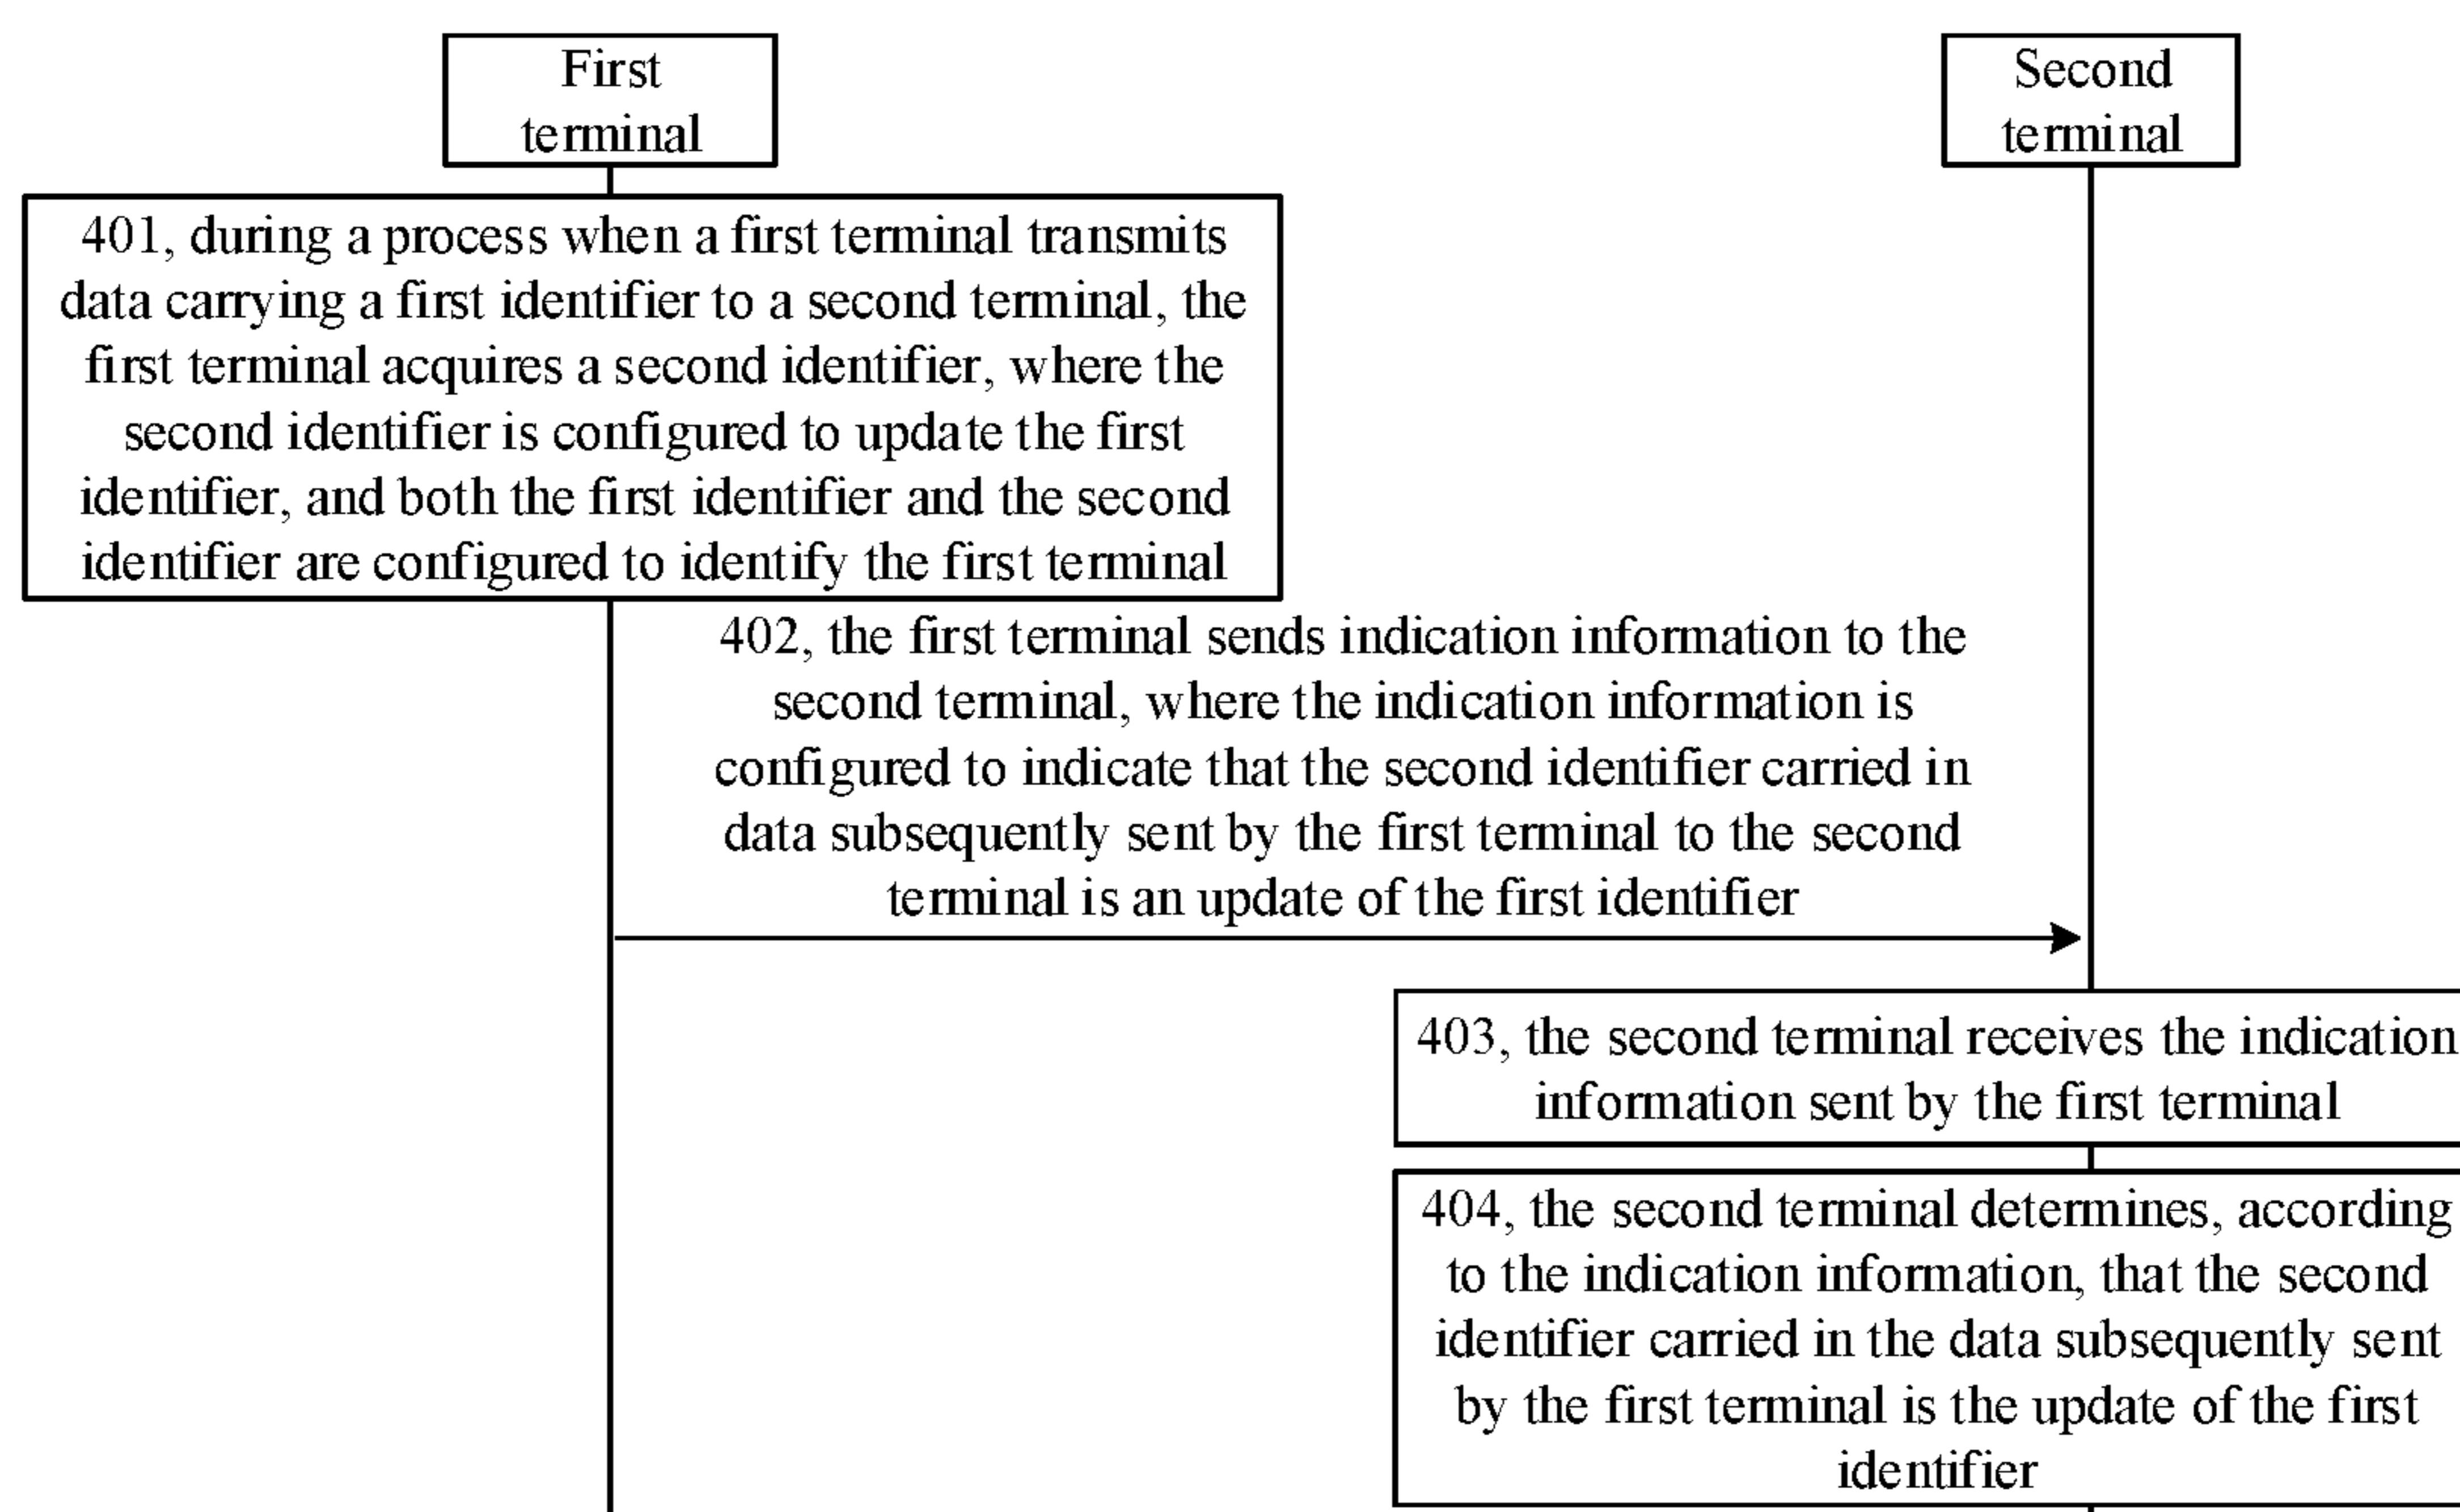 First
terminal
Second
terminal
401, during a process when a first terminal transmits
data carrying a first identifier to a second terminal, the
first terminal acquires a second identifier, where the
second identifier is configured to update the first
identifier, and both the first identifier and the second
identifier are configured to identify the first terminal
402, the first terminal sends indication information to the
second terminal, where the indication information is
configured to indicate that the second identifier carried in
data subsequently sent by the first terminal to the second
terminal is an update of the first identifier
403, the second terminal receives the indication
information sent by the first terminal
404, the second terminal determines, according
to the indication information, that the second
identifier carried in the data subsequently sent
by the first terminal is the update of the first
identifier